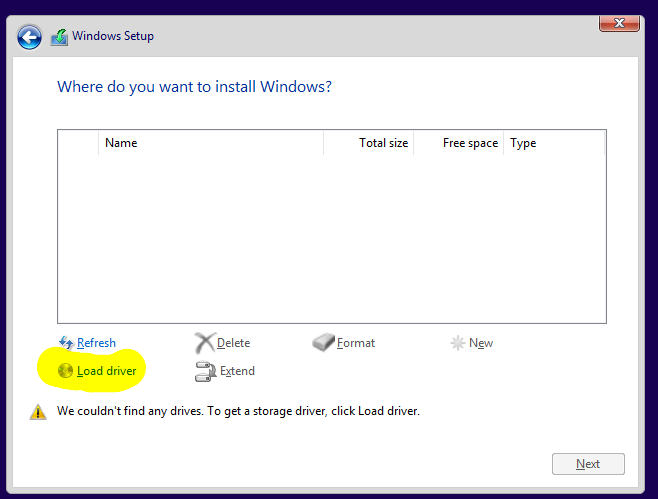 Windows Setup
x
Where do you want to install Windows?
Name Total size Free space Type
Refresh Delete Format New
Load driver Extend
We couldn't find any drives. To get a storage driver, click Load driver.
Next